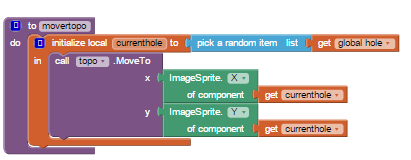 to movertopo
do initialize local currenthole to pick a random item list get global hole
in call topo .MoveTo
x ImageSprite. X
of component get currenthole
y ImageSprite. Y
of component get currenthole